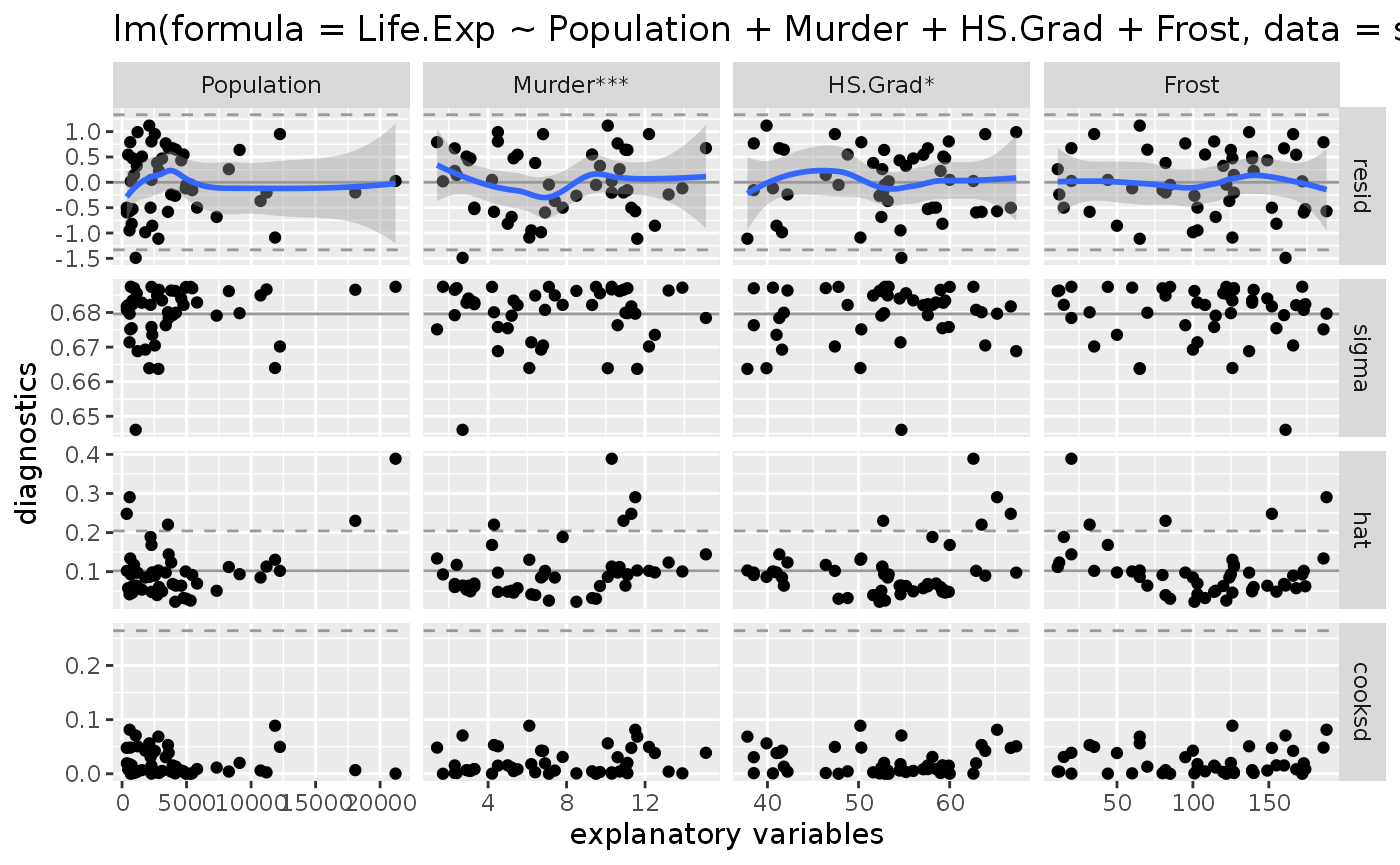 lm(formula = Life.Exp ~ Population + Murder + HS.Grad + Frost, data = s
Population Murder*** HS.Grad* Frost
1.0
0.5
0.0
-0.5
-1.0
-1.5
resid
0.68
0.67
0.66
0.65
sigma
0.4
0.3
0.2
0.1
hat
0.2
0.1
0.0
cooksd
diagnostics
0 5000 10000 15000 20000 4 8 12 40 50 60 50 100 150
explanatory variables